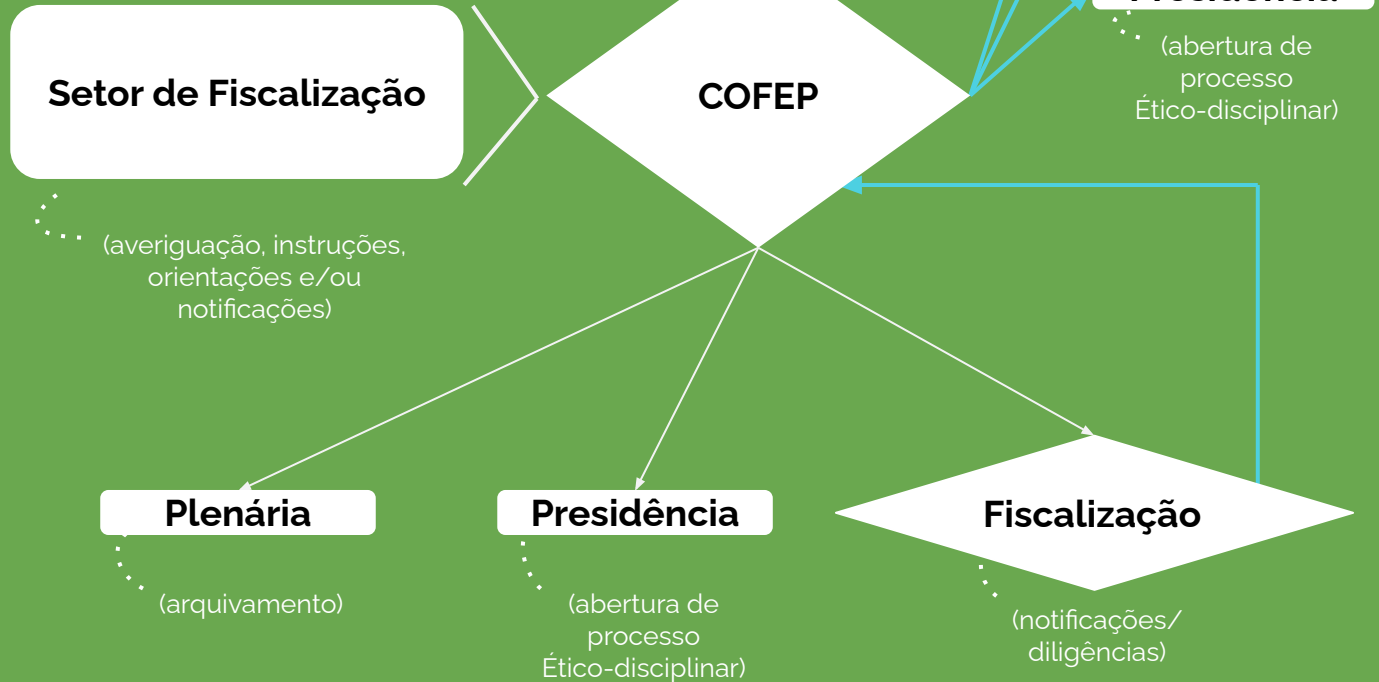 Presidência
(abertura de
processo
Ético-disciplinar)
Setor de Fiscalização
COFEP
(averiguação, instruções,
orientações e/ou
notificações)
Plenária
Presidência
Fiscalização
(arquivamento)
(abertura de
processo
Ético-disciplinar)
(notificações/
diligências)